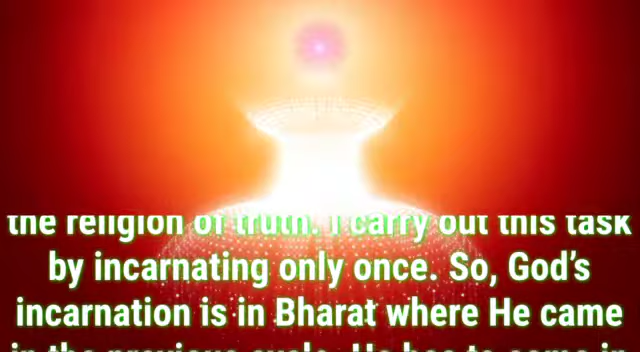 the religion of truth. I carry out this task
by incarnating only once. So, God's
incarnation is in Bharat where He came
in the previous cycle. He has to come in